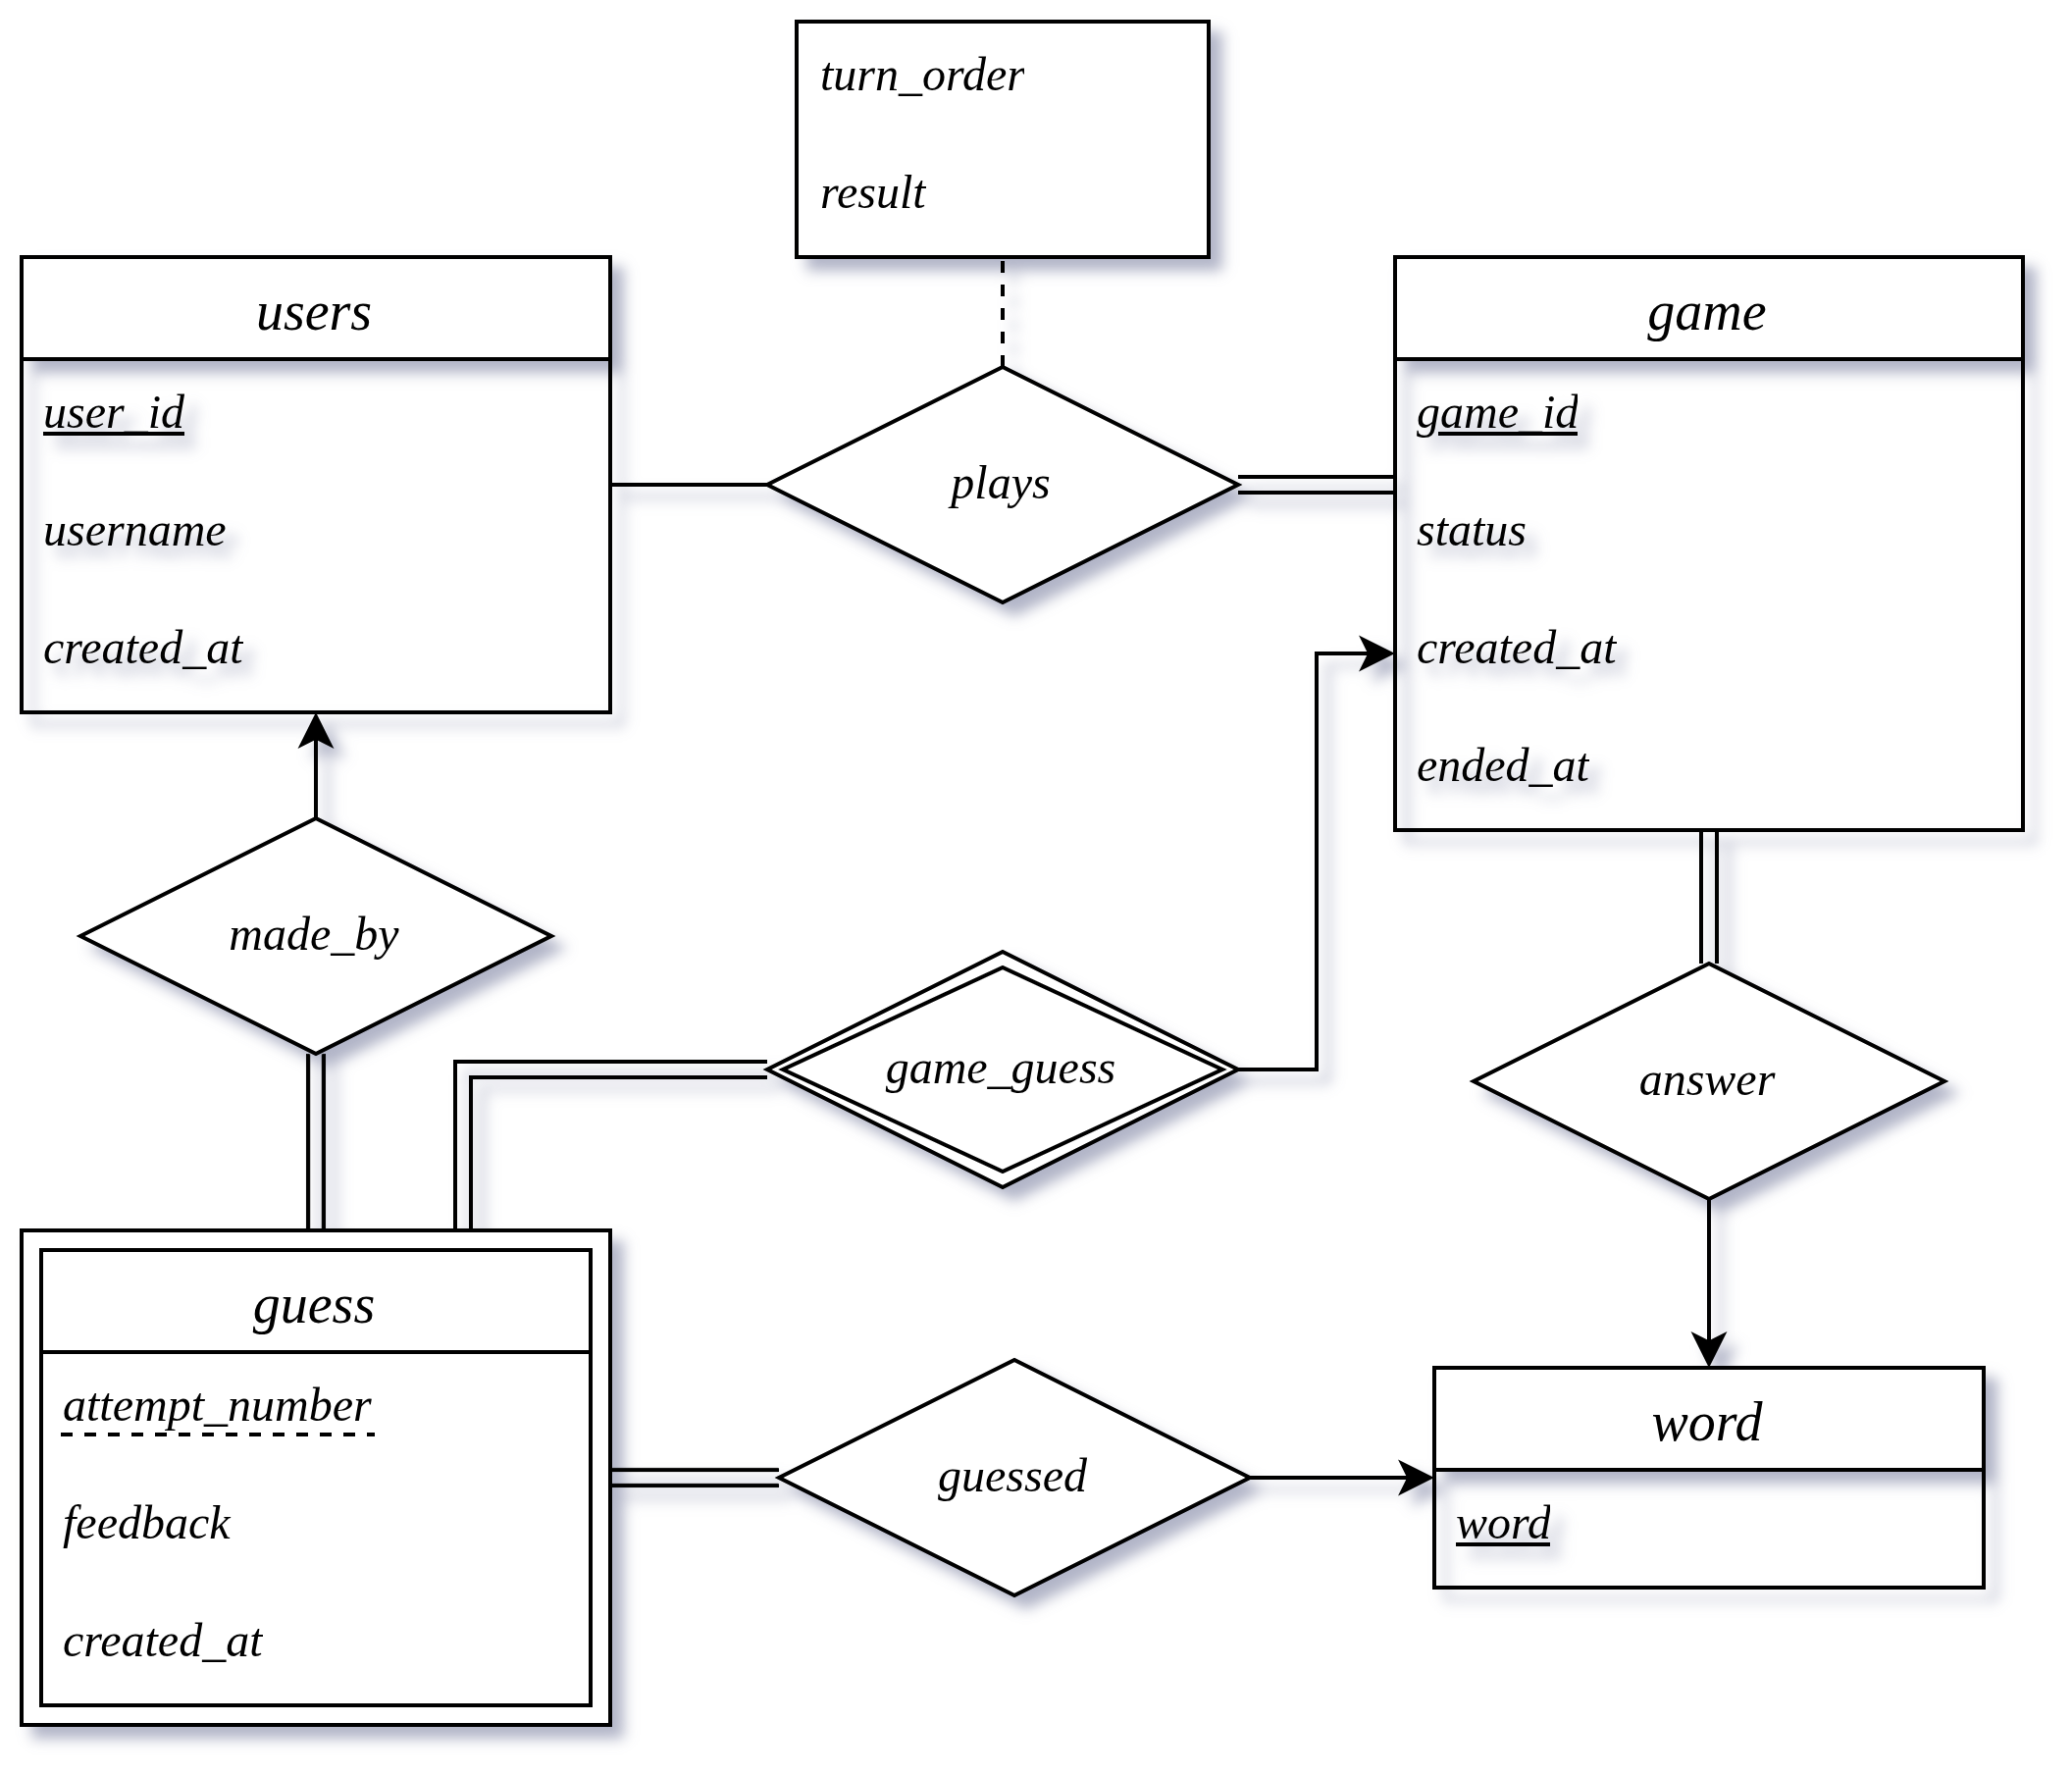 turn_order
result
users
user_id
username
created_at
plays
game
game_id
status
created_at
ended_at
made_by
game_guess
answer
guess
attempt_number
feedback
created_at
guessed
word
word